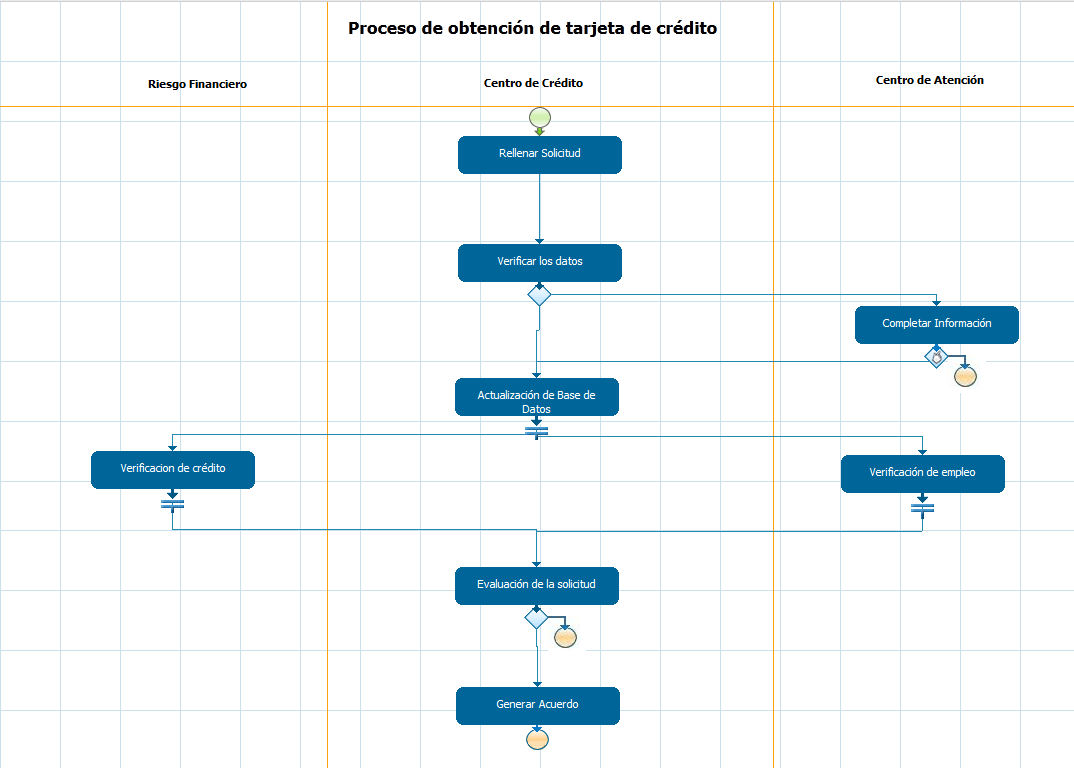 Proceso de obtención de tarjeta de crédito
Riesgo Financiero
Centro de Crédito
Centro de Atención
Rellenar Solicitud
Verificar los datos
Completar Información
Actualización de Base de
Datos
Verificacion de crédito
Verificación de empleo
Evaluación de la solicitud
Generar Acuerdo